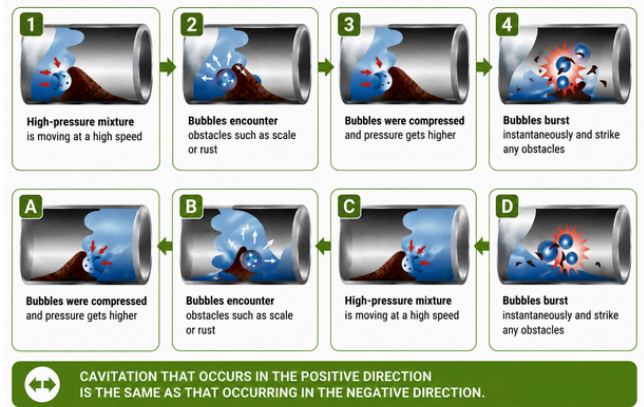 1
High-pressure mixture
is moving at a high speed
2
Bubbles encounter
obstacles such as scale
or rust
3
Bubbles were compressed
and pressure gets higher
4
Bubbles burst
instantaneously and strike
any obstacles
A
Bubbles were compressed
and pressure gets higher
B
Bubbles encounter
obstacles such as scale
or rust
C
High-pressure mixture
is moving at a high speed
D
Bubbles burst
instantaneously and strike
any obstacles
CAVITATION THAT OCCURS IN THE POSITIVE DIRECTION
IS THE SAME AS THAT OCCURRING IN THE NEGATIVE DIRECTION.